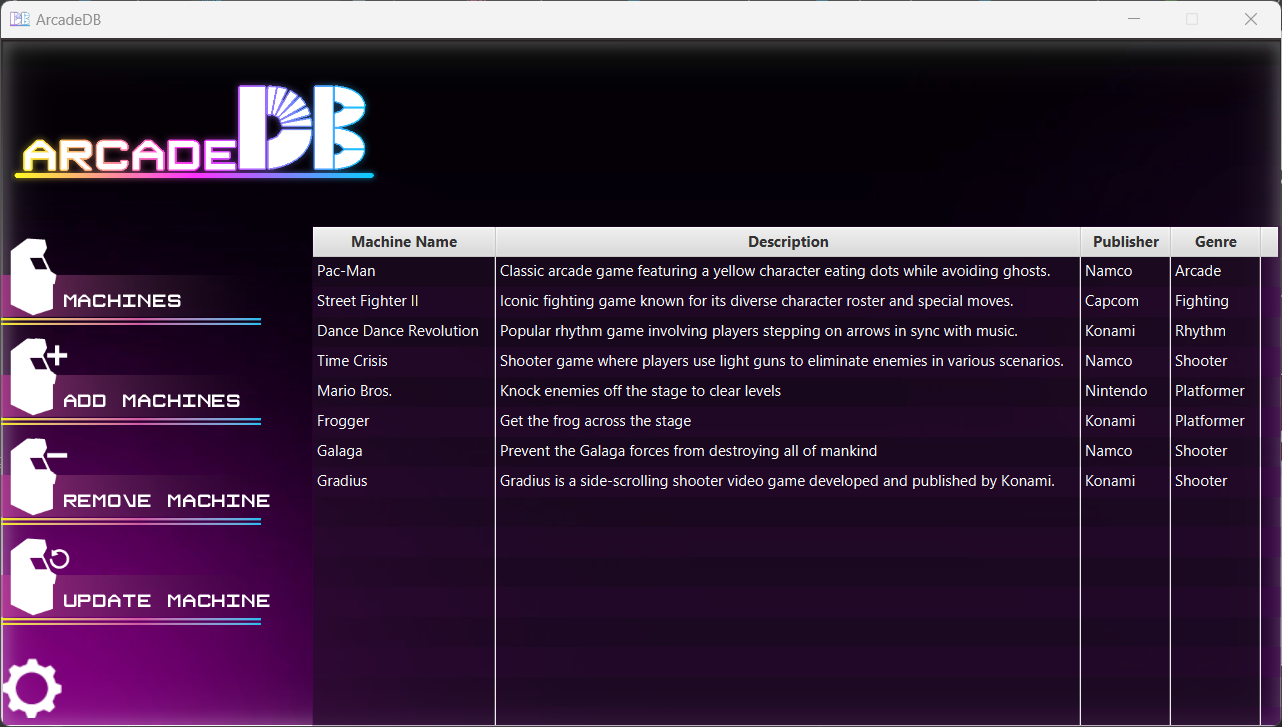 ArcadeDB
ARCADEDB
Machine Name Description Publisher Genre
Pac-Man Classic arcade game featuring a yellow character eating dots while avoiding ghosts. Namco Arcade
Street Fighter II Iconic fighting game known for its diverse character roster and special moves. Capcom Fighting
Dance Dance Revolution Popular rhythm game involving players stepping on arrows in sync with music. Konami Rhythm
Time Crisis Shooter game where players use light guns to eliminate enemies in various scenarios. Namco Shooter
Mario Bros. Knock enemies off the stage to clear levels Nintendo Platformer
Frogger Get the frog across the stage Konami Platformer
Galaga Prevent the Galaga forces from destroying all of mankind Namco Shooter
Gradius Gradius is a side-scrolling shooter video game developed and published by Konami. Konami Shooter
MACHINES
ADD MACHINES
REMOVE MACHINE
UPDATE MACHINE